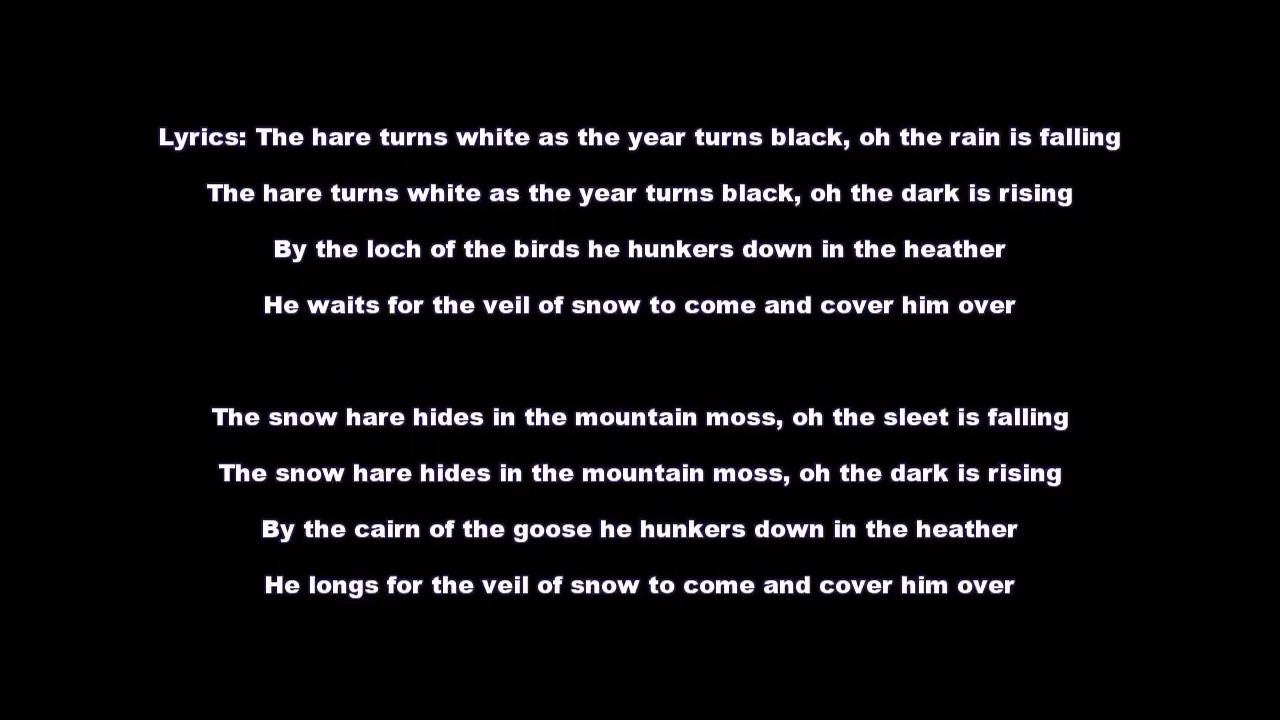 Lyrics: The hare turns white as the year turns black, oh the rain is falling
The hare turns white as the year turns black, oh the dark is rising
By the loch of the birds he hunkers down in the heather
He waits for the veil of snow to come and cover him over
The snow hare hides in the mountain moss, oh the sleet is falling
The snow hare hides in the mountain moss, oh the dark is rising
By the cairn of the goose he hunkers down in the heather
He longs for the veil of snow to come and cover him over